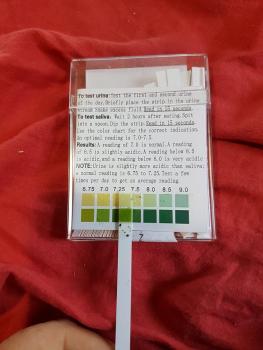 To test urine:Test the first and second urine
of the day.Briefly place the strip in the urine
stream Shake excess fluid.Read in 15 seconds.
To test saliva: Wait 2 hours after eating.Spit
into a spoon.Dip the strip.Read in 15 seconds.
Use the color chart for the correct indication.
An optimal reading is 7.0-7.5.
Results:A reading of 7.0 is normal.A reading
of 6.5 is slightly acidic.A reading below 6.5
is acidic,and a reading below 6.0 is very acidic
NOTE:Urine is slightly more acidic than saliva;
a normal reading is 6.75 to 7.25.Test a few
times per day to get an average reading.
6.75 7.0 7.25 7.5 8.0 8.5 9.0